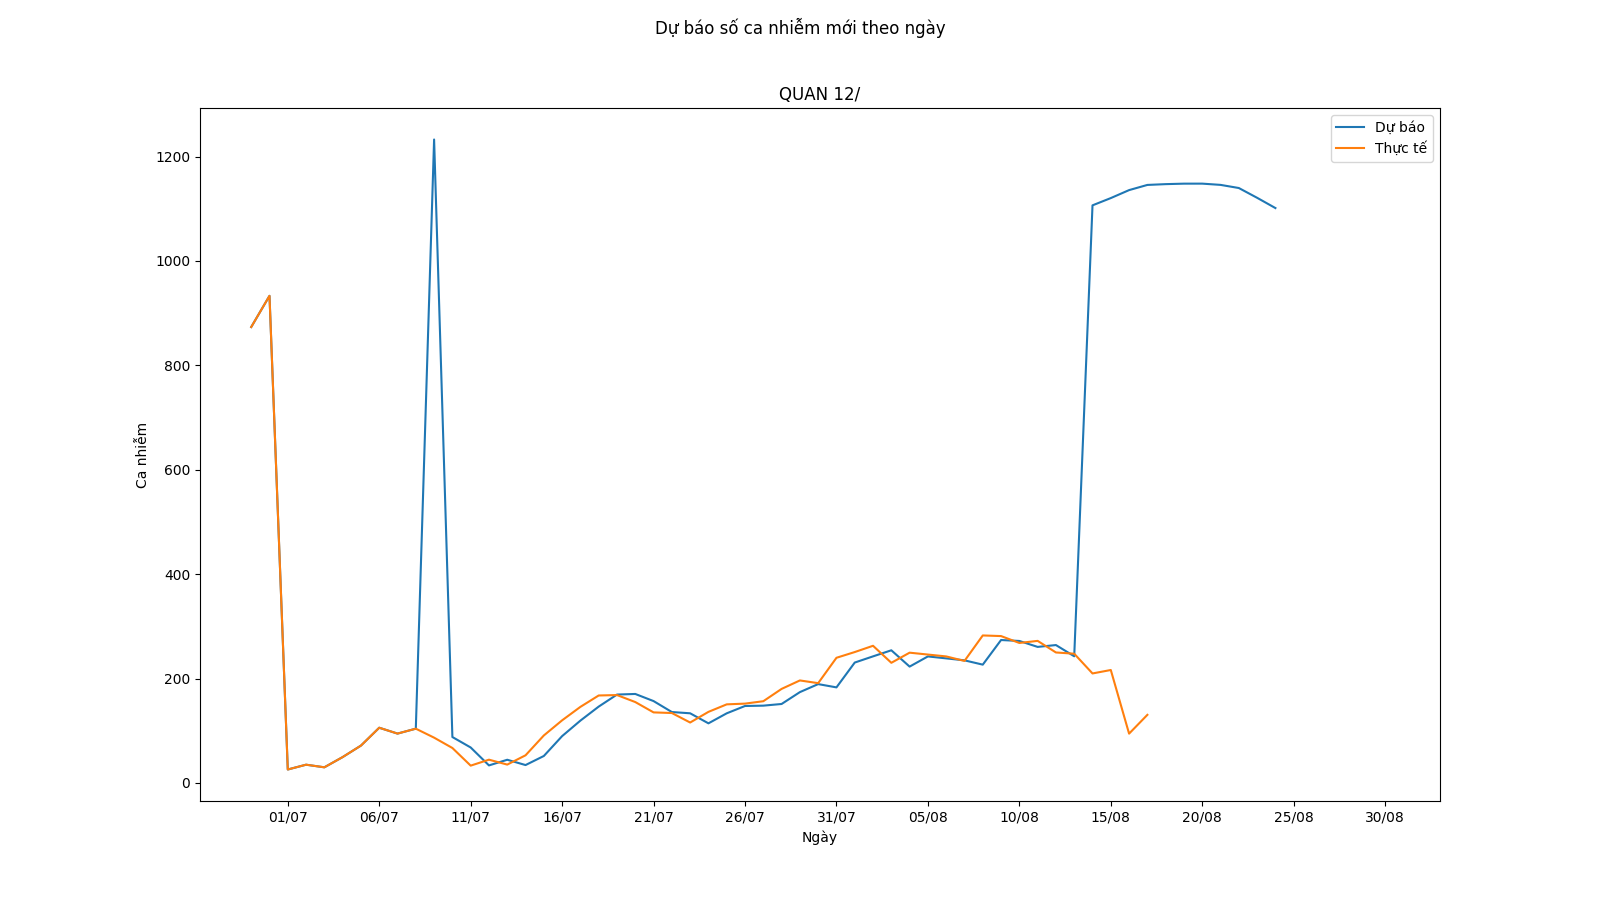 Dự báo số ca nhiễm mới theo ngày
QUAN 12/
Dự báo
Thực tế
1200
1000
800
600
400
200
0
Ca nhiễm
01/07 06/07 11/07 16/07 21/07 26/07 31/07 05/08 10/08 15/08 20/08 25/08 30/08
Ngày